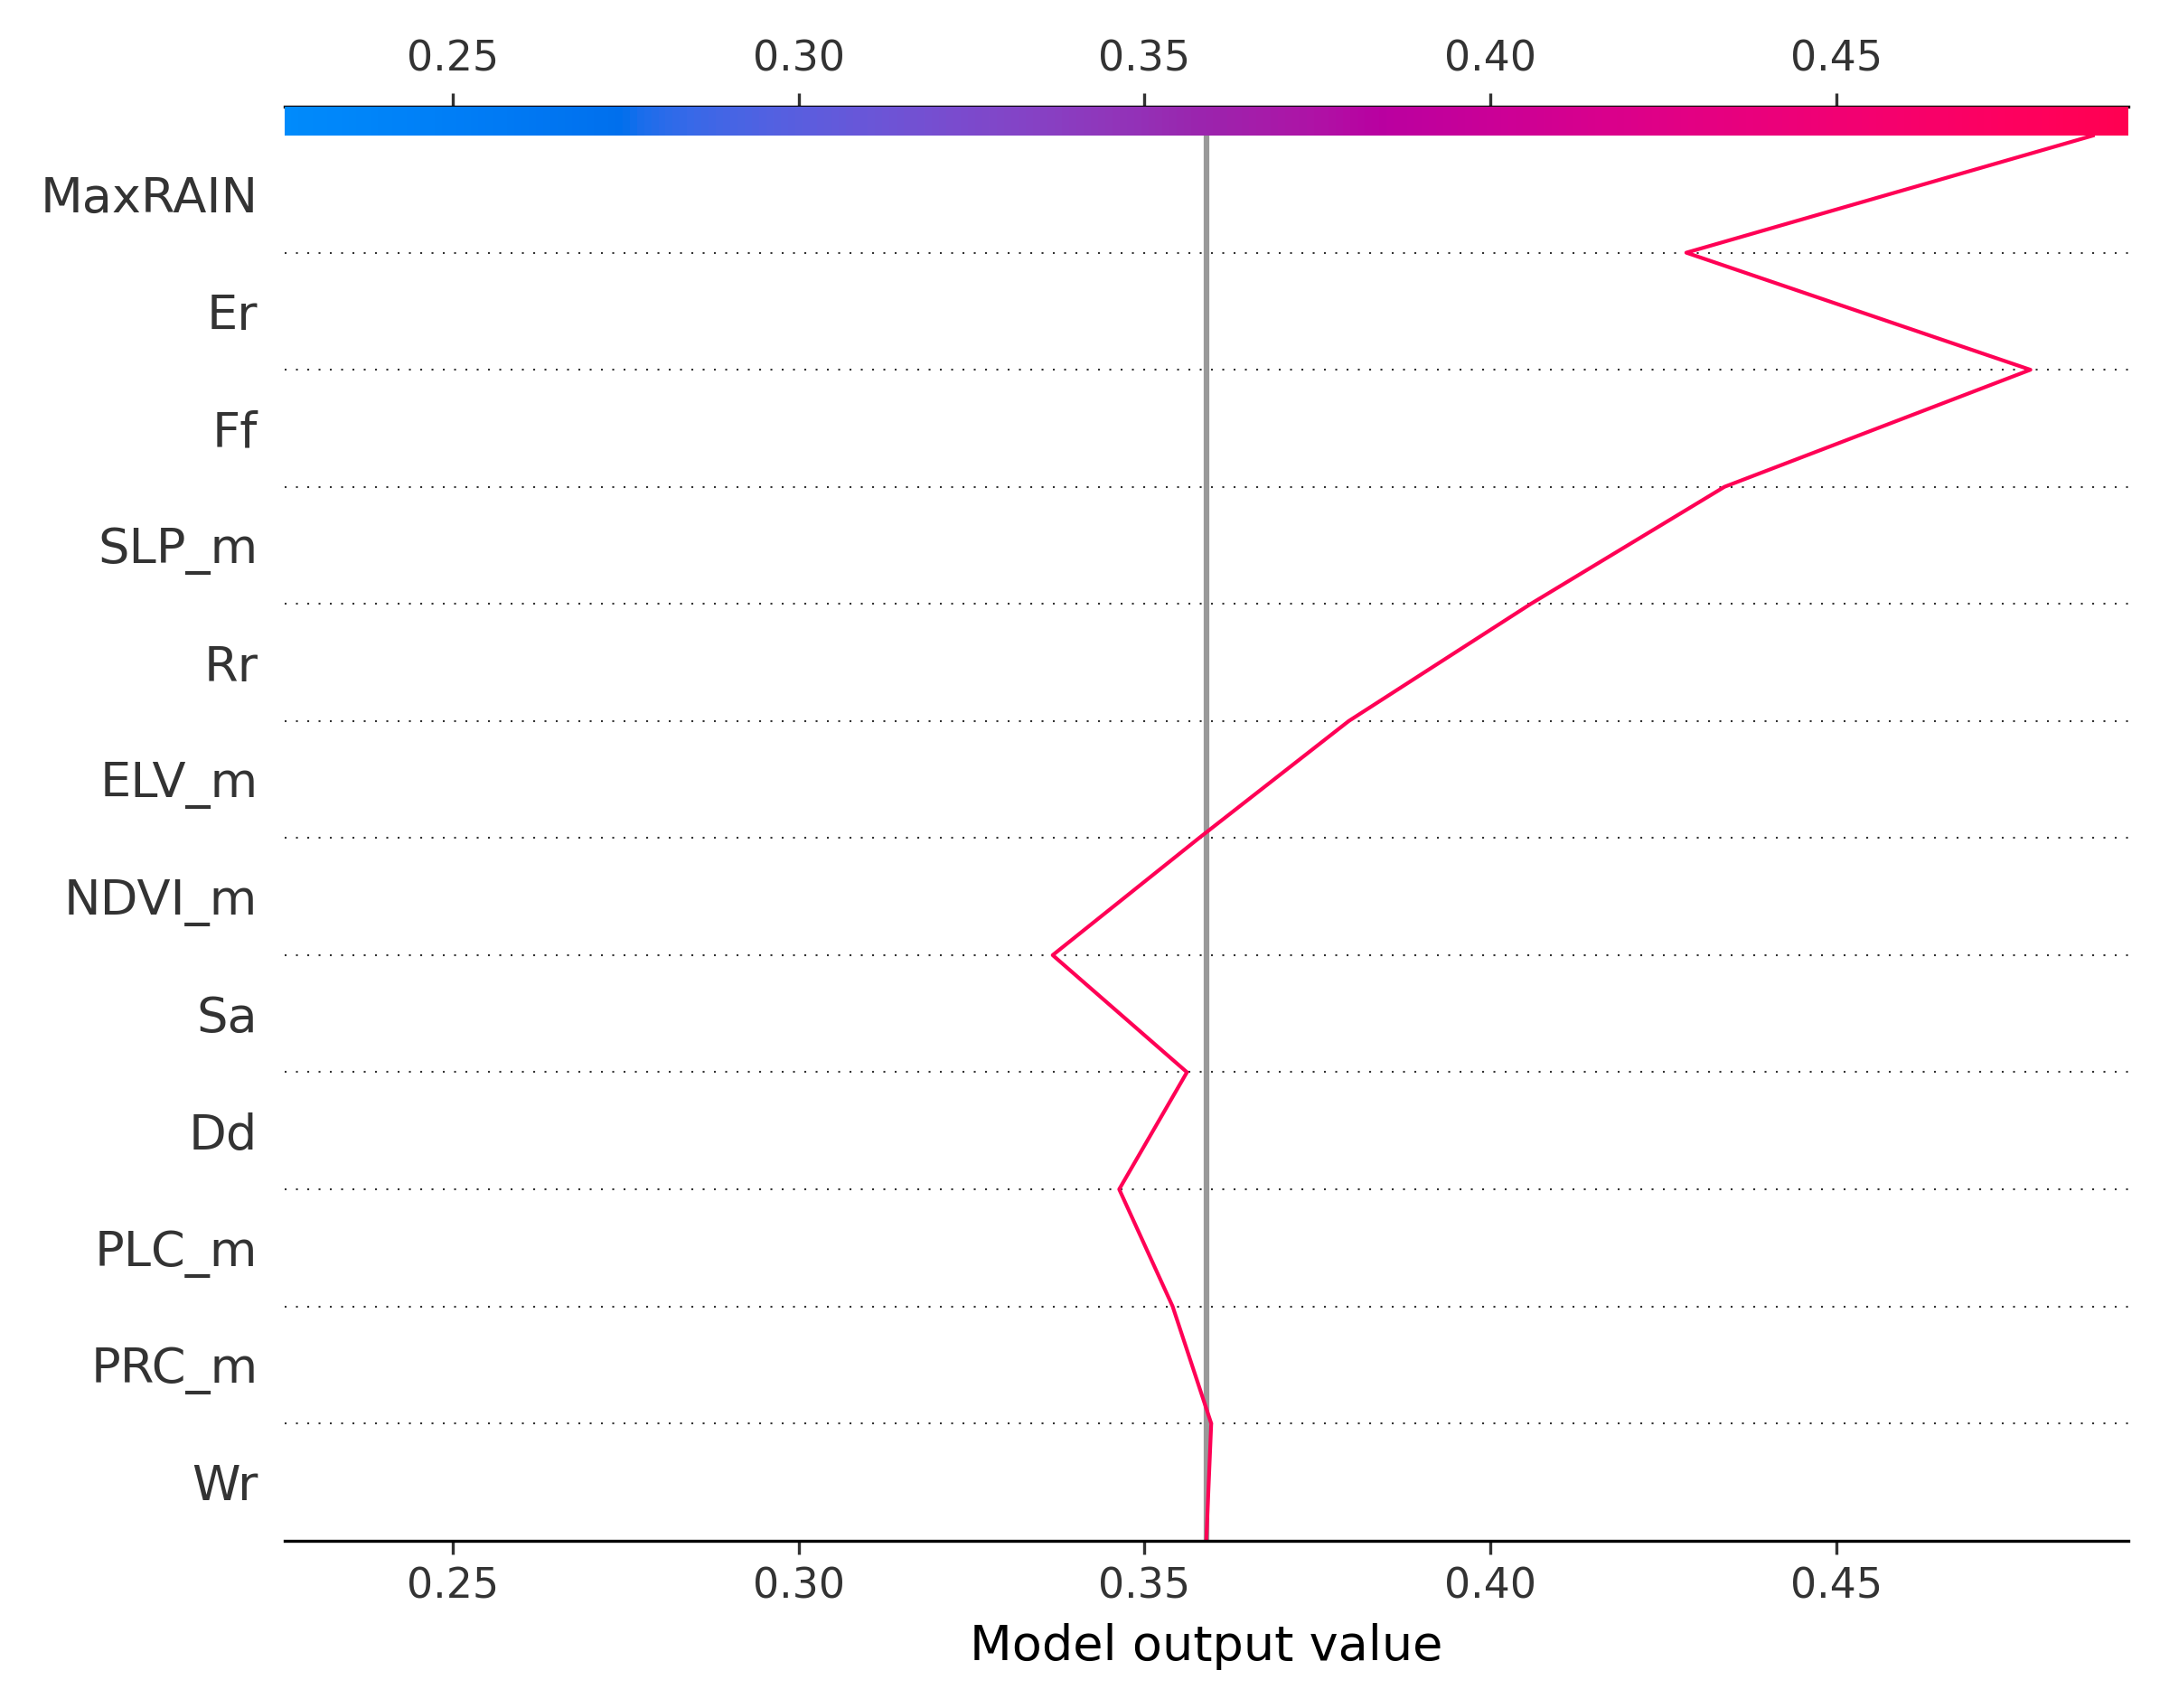 0.25 0.30 0.35 0.40 0.45
MaxRAIN
Er
Ff
SLP_m
Rr
ELV_m
NDVI_m
Sa
Dd
PLC_m
PRC_m
Wr
0.25 0.30 0.35 0.40 0.45
Model output value